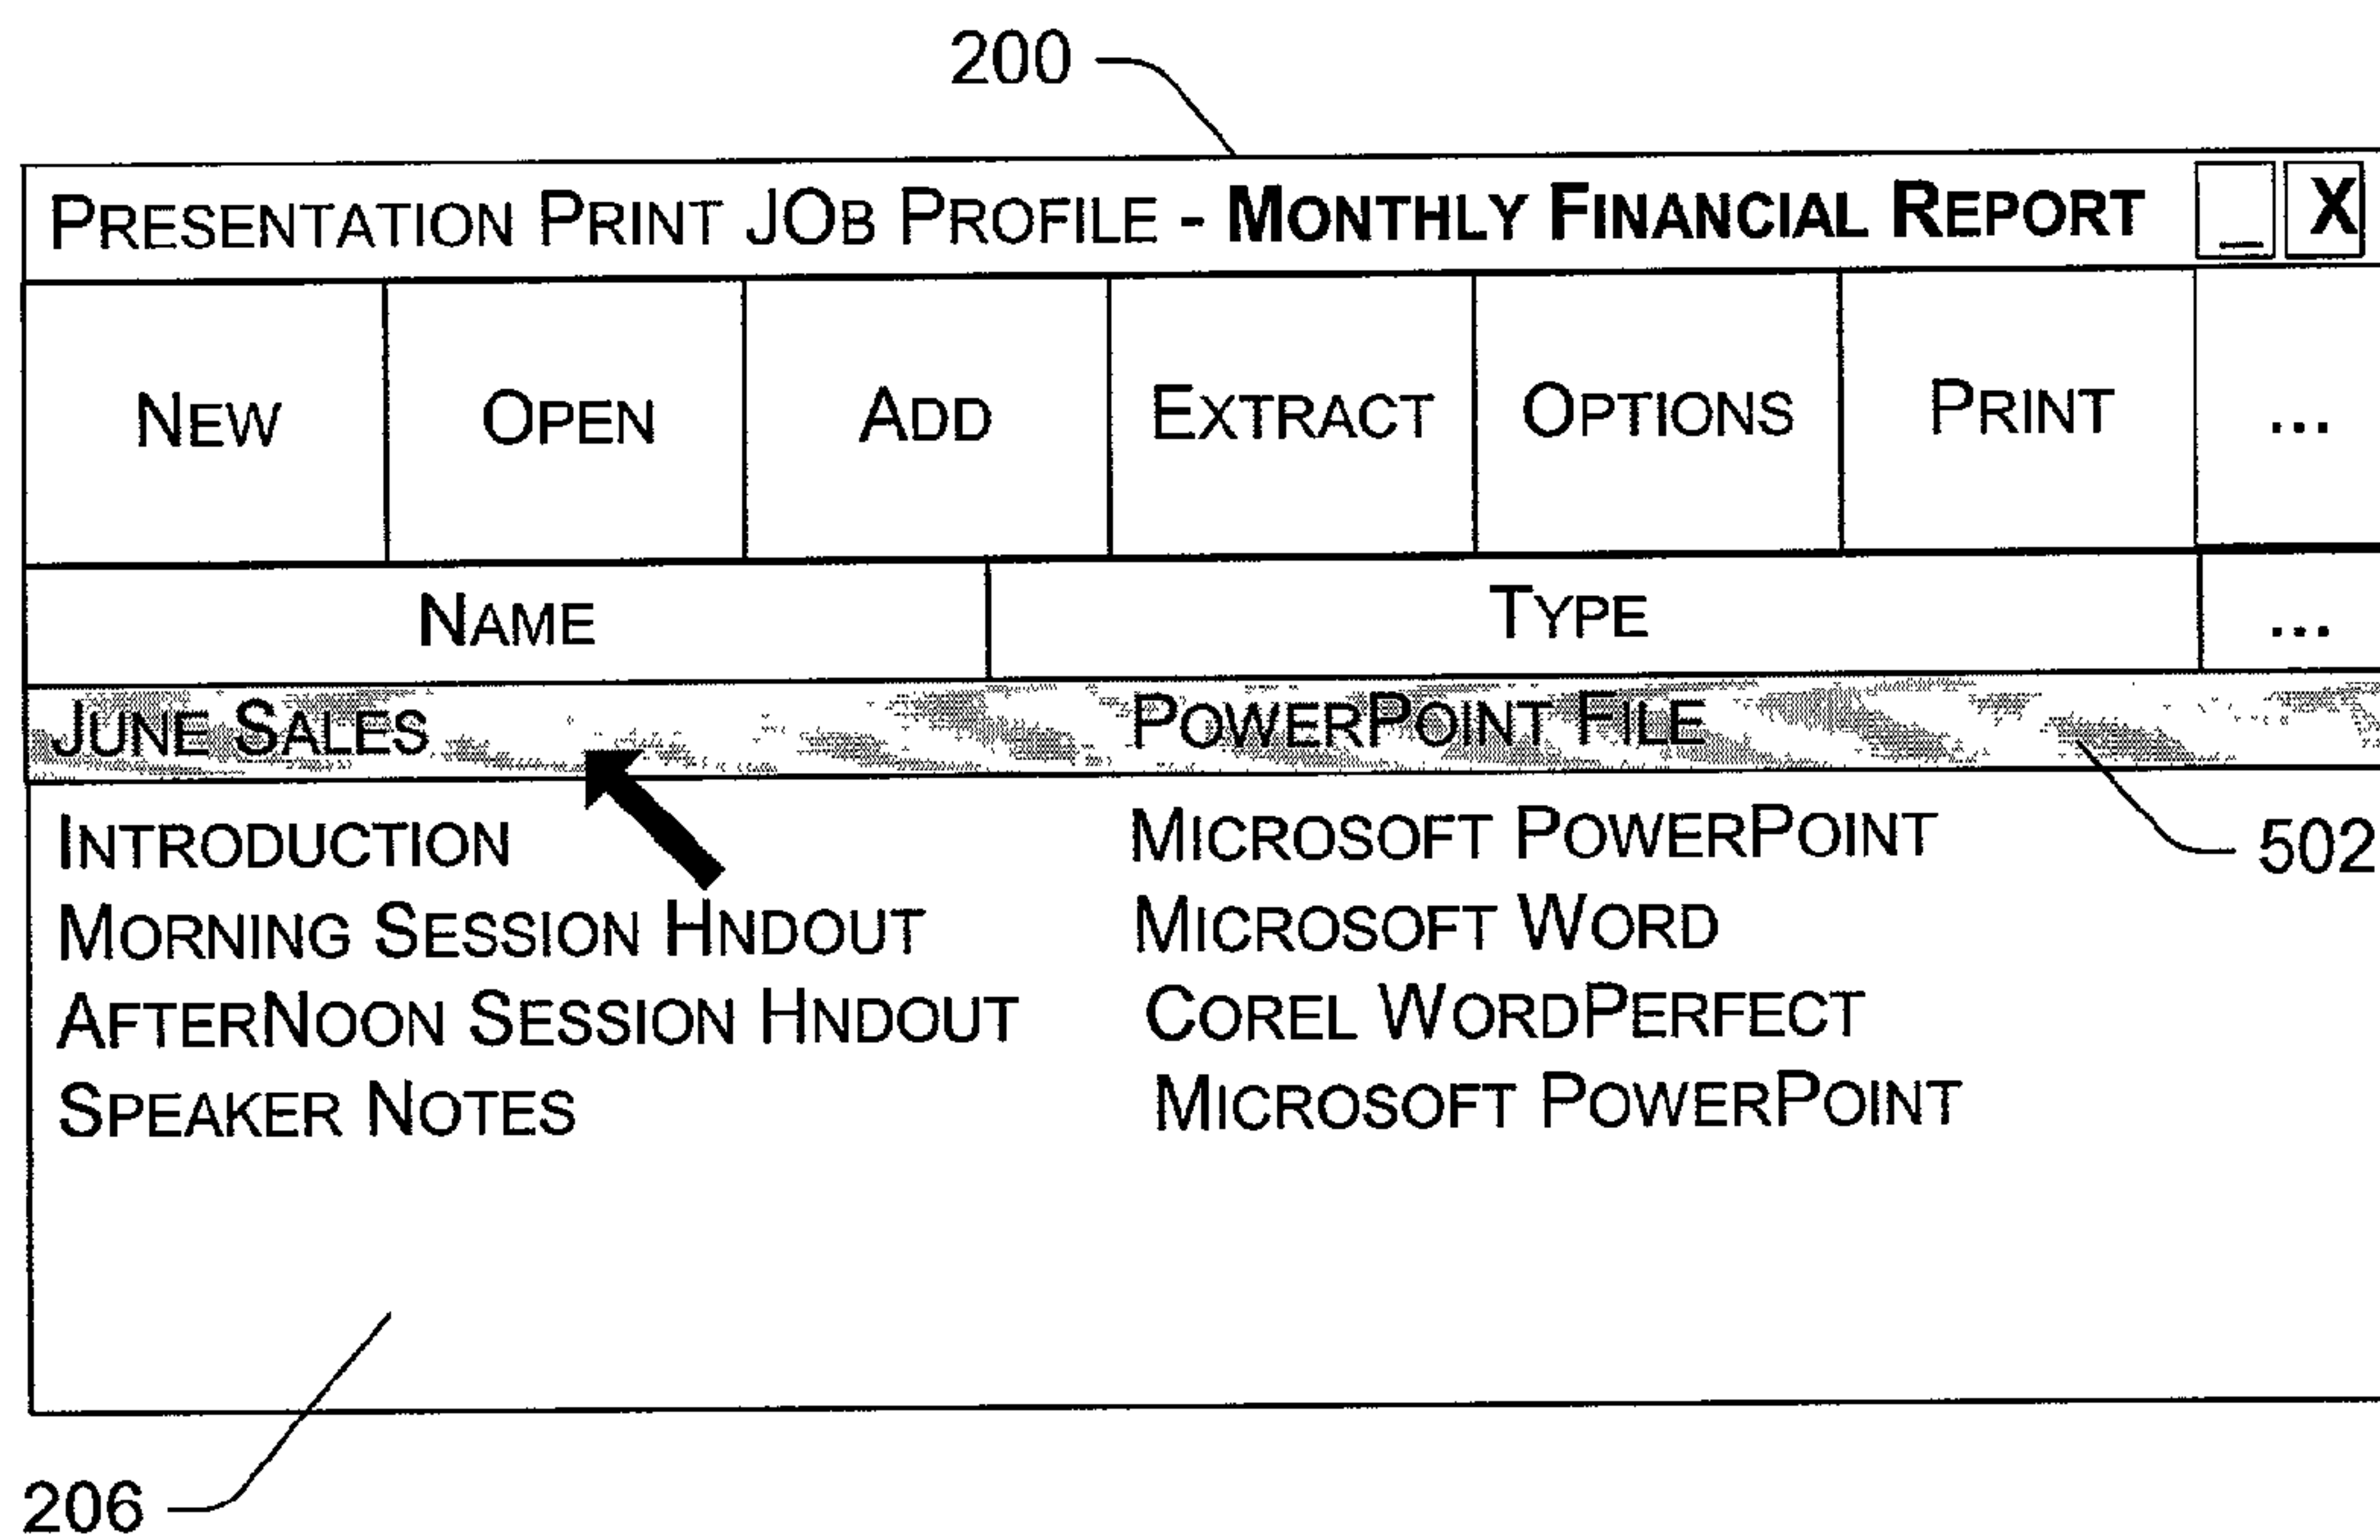 200
PRESENTATION PRINT JOB PROFILE - MONTHLY FINANCIAL REPORT _ X
NEW OPEN ADD EXTRACT OPTIONS PRINT ...
NAME TYPE ...
JUNE SALES POWERPOINT FILE
INTRODUCTION MICROSOFT POWERPOINT
502
MORNING SESSION HNDOUT MICROSOFT WORD
AFTERNOON SESSION HNDOUT COREL WORDPERFECT
SPEAKER NOTES MICROSOFT POWERPOINT
206